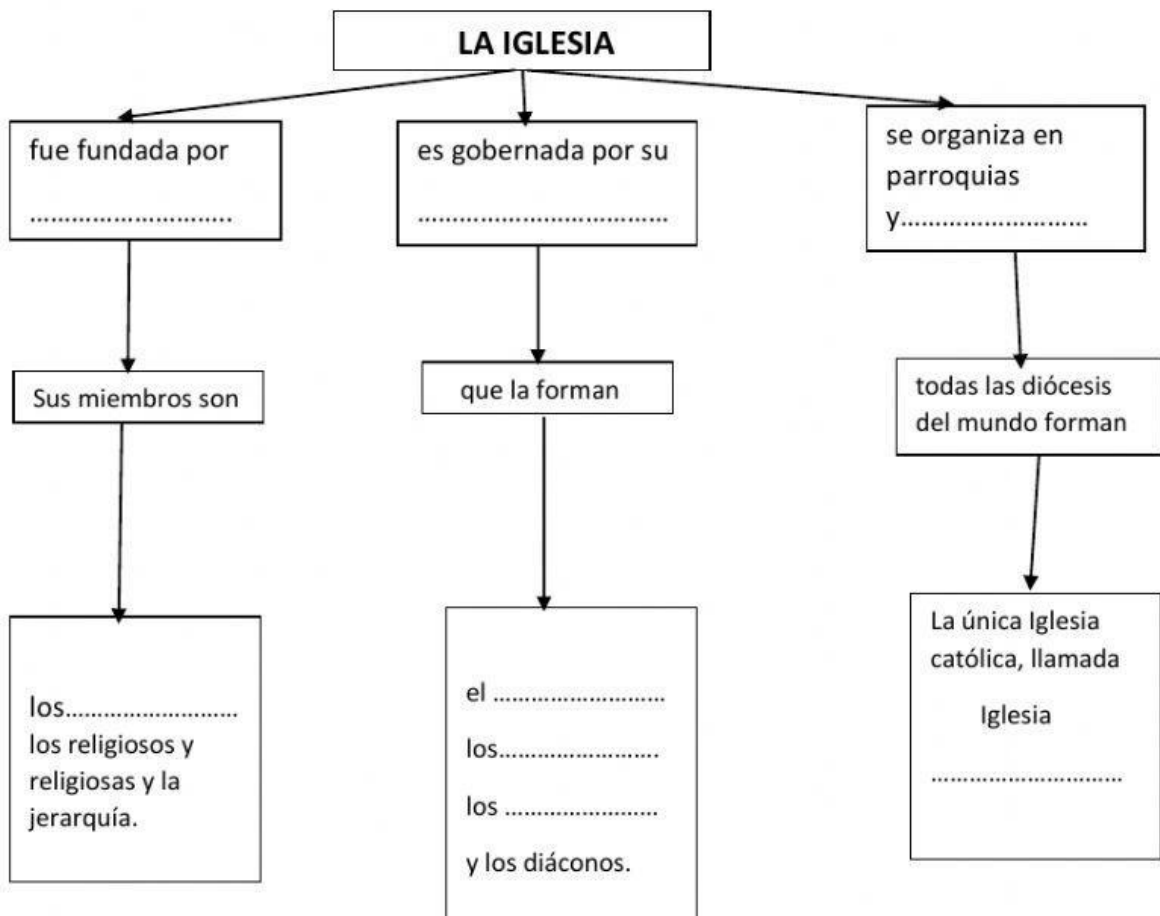 LA IGLESIA
fue fundada por
................................
es gobernada por su
........................................
se organiza en
parroquias
y..............................
Sus miembros son
que la forman
todas las diócesis
del mundo forman
los............................
los religiosos y
religiosas y la
jerarquía.
el ............................
los..........................
los .........................
y los diáconos.
La única Iglesia
católica, llamada
Iglesia
...............................